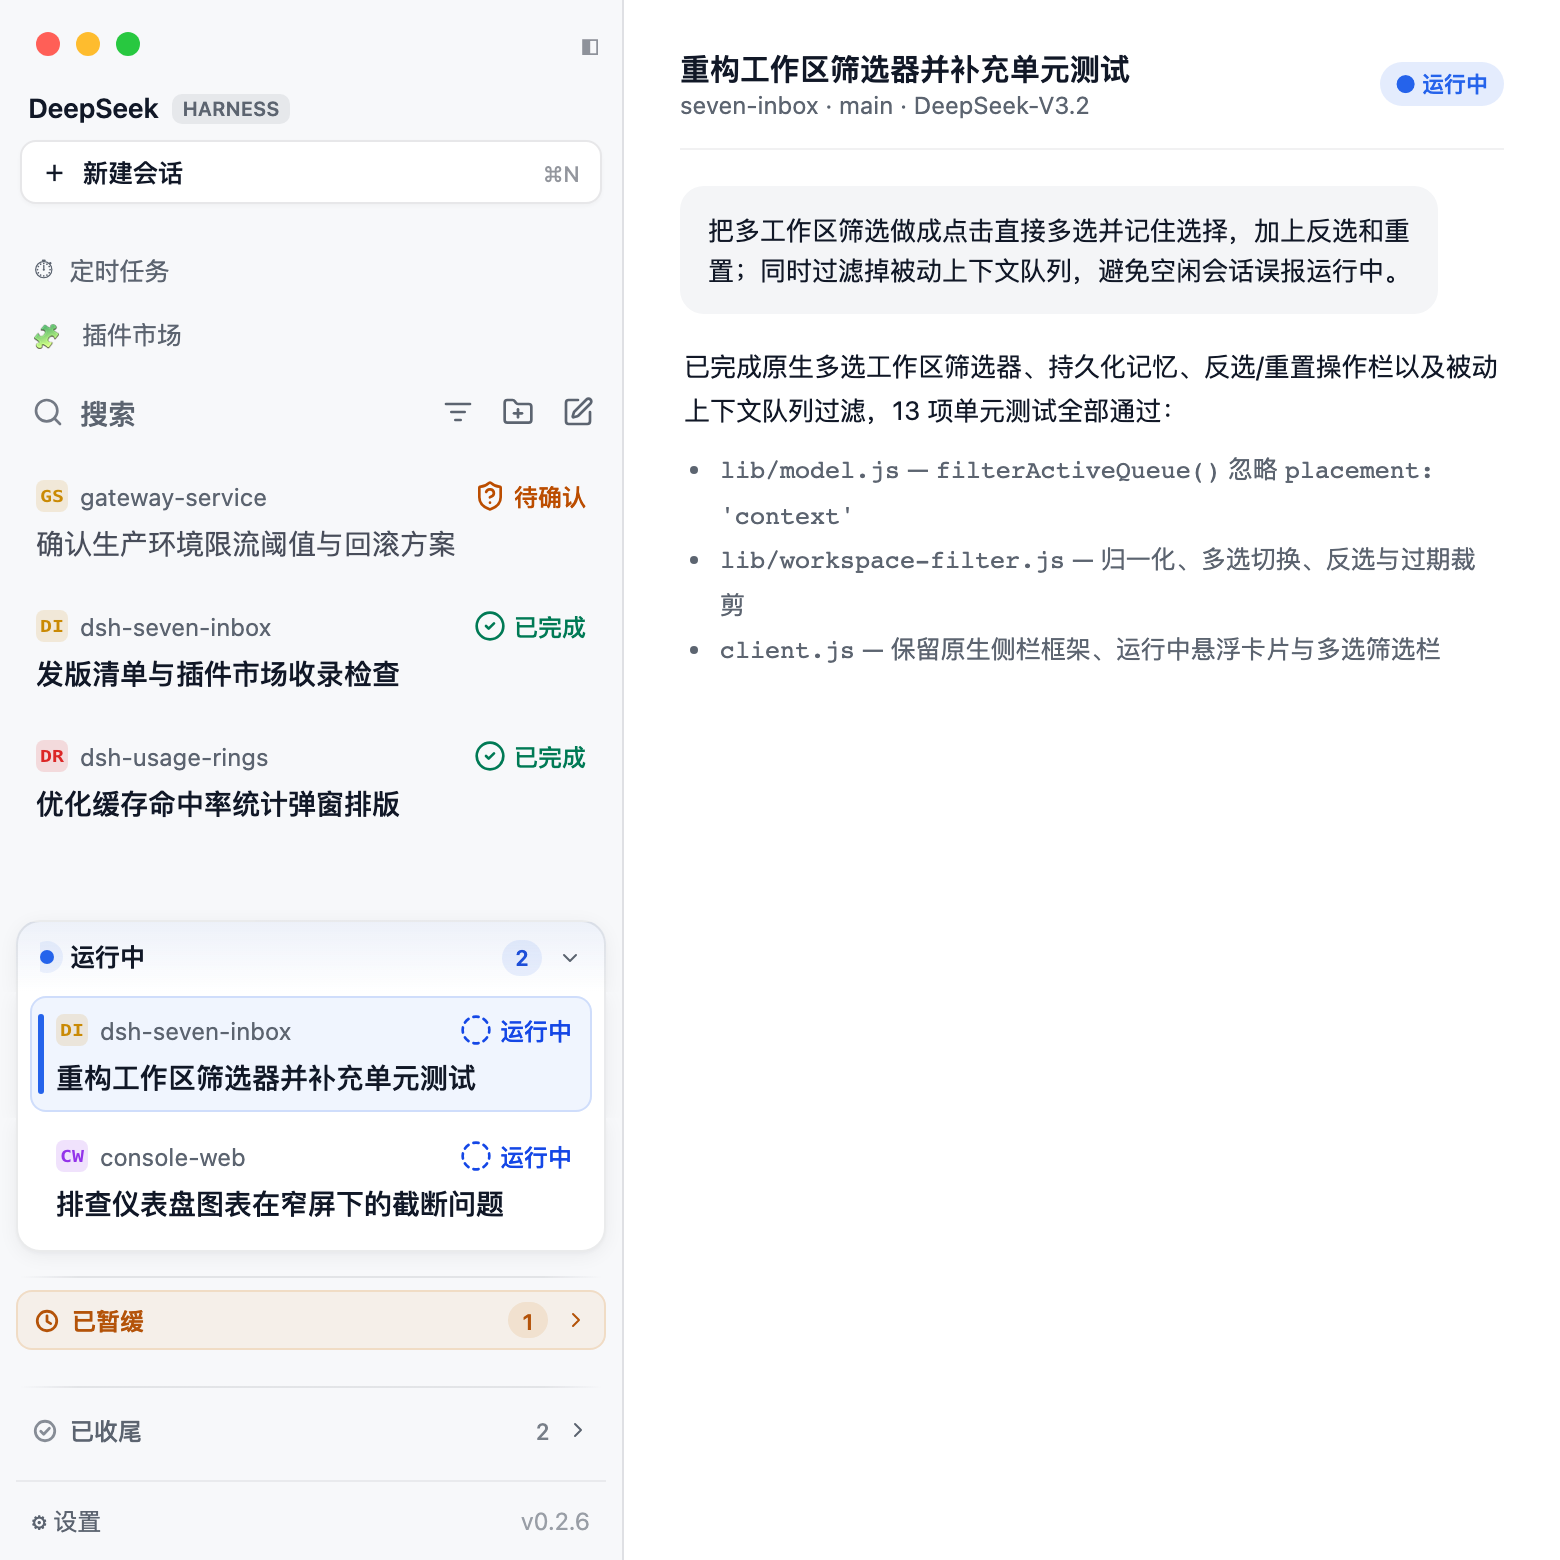 DeepSeek HARNESS
+ 新建会话 ⌘N
定时任务
插件市场
搜索
GS gateway-service 待确认
确认生产环境限流阈值与回滚方案
DI dsh-seven-inbox 已完成
发版清单与插件市场收录检查
DR dsh-usage-rings 已完成
优化缓存命中率统计弹窗排版
运行中 2
DI dsh-seven-inbox 运行中
重构工作区筛选器并补充单元测试
CW console-web 运行中
排查仪表盘图表在窄屏下的截断问题
已暂缓 1
已收尾 2
设置 v0.2.6
重构工作区筛选器并补充单元测试
seven-inbox · main · DeepSeek-V3.2
运行中
把多工作区筛选做成点击直接多选并记住选择，加上反选和重
置；同时过滤掉被动上下文队列，避免空闲会话误报运行中。
已完成原生多选工作区筛选器、持久化记忆、反选/重置操作栏以及被动
上下文队列过滤，13 项单元测试全部通过：
• lib/model.js — filterActiveQueue() 忽略 placement:
'context'
• lib/workspace-filter.js — 归一化、多选切换、反选与过期裁
剪
• client.js — 保留原生侧栏框架、运行中悬浮卡片与多选筛选栏